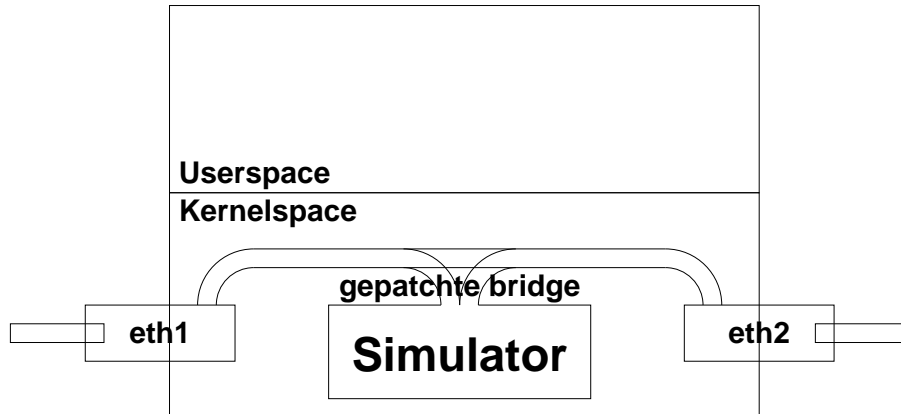 Userspace
Kernelspace
gepatchte bridge
eth1
Simulator
eth2